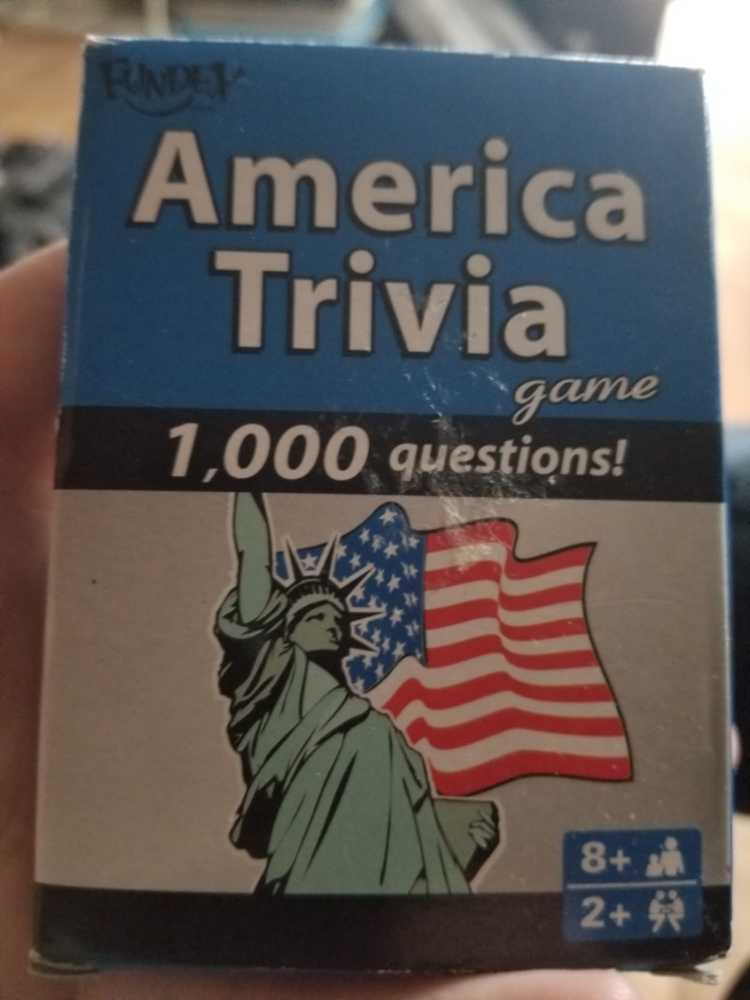 FUNDEX
America
Trivia
game
1,000 questions!
8+
2+